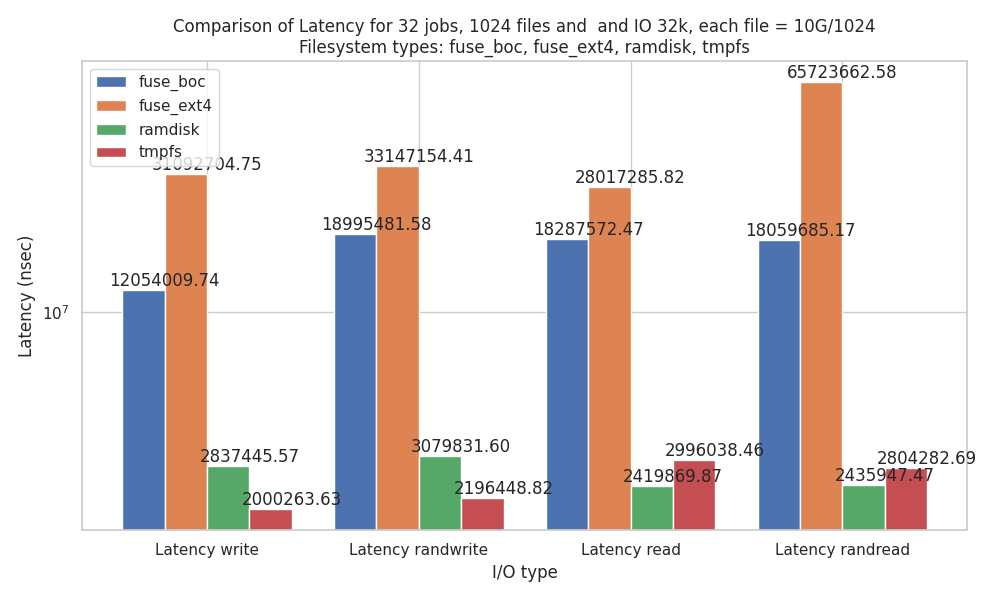 Comparison of Latency for 32 jobs, 1024 files and  and IO 32k, each file = 10G/1024
Filesystem types: fuse_boc, fuse_ext4, ramdisk, tmpfs
fuse_boc
fuse_ext4
ramdisk
tmpfs
65723662.58
31092704.75
33147154.41
28017285.82
18995481.58
18287572.47
18059685.17
12054009.74
10^7
2837445.57
3079831.60
2996038.46
2804282.69
2000263.63
2196448.82
2419869.87
2435947.47
Latency (nsec)
Latency write
Latency randwrite
Latency read
Latency randread
I/O type